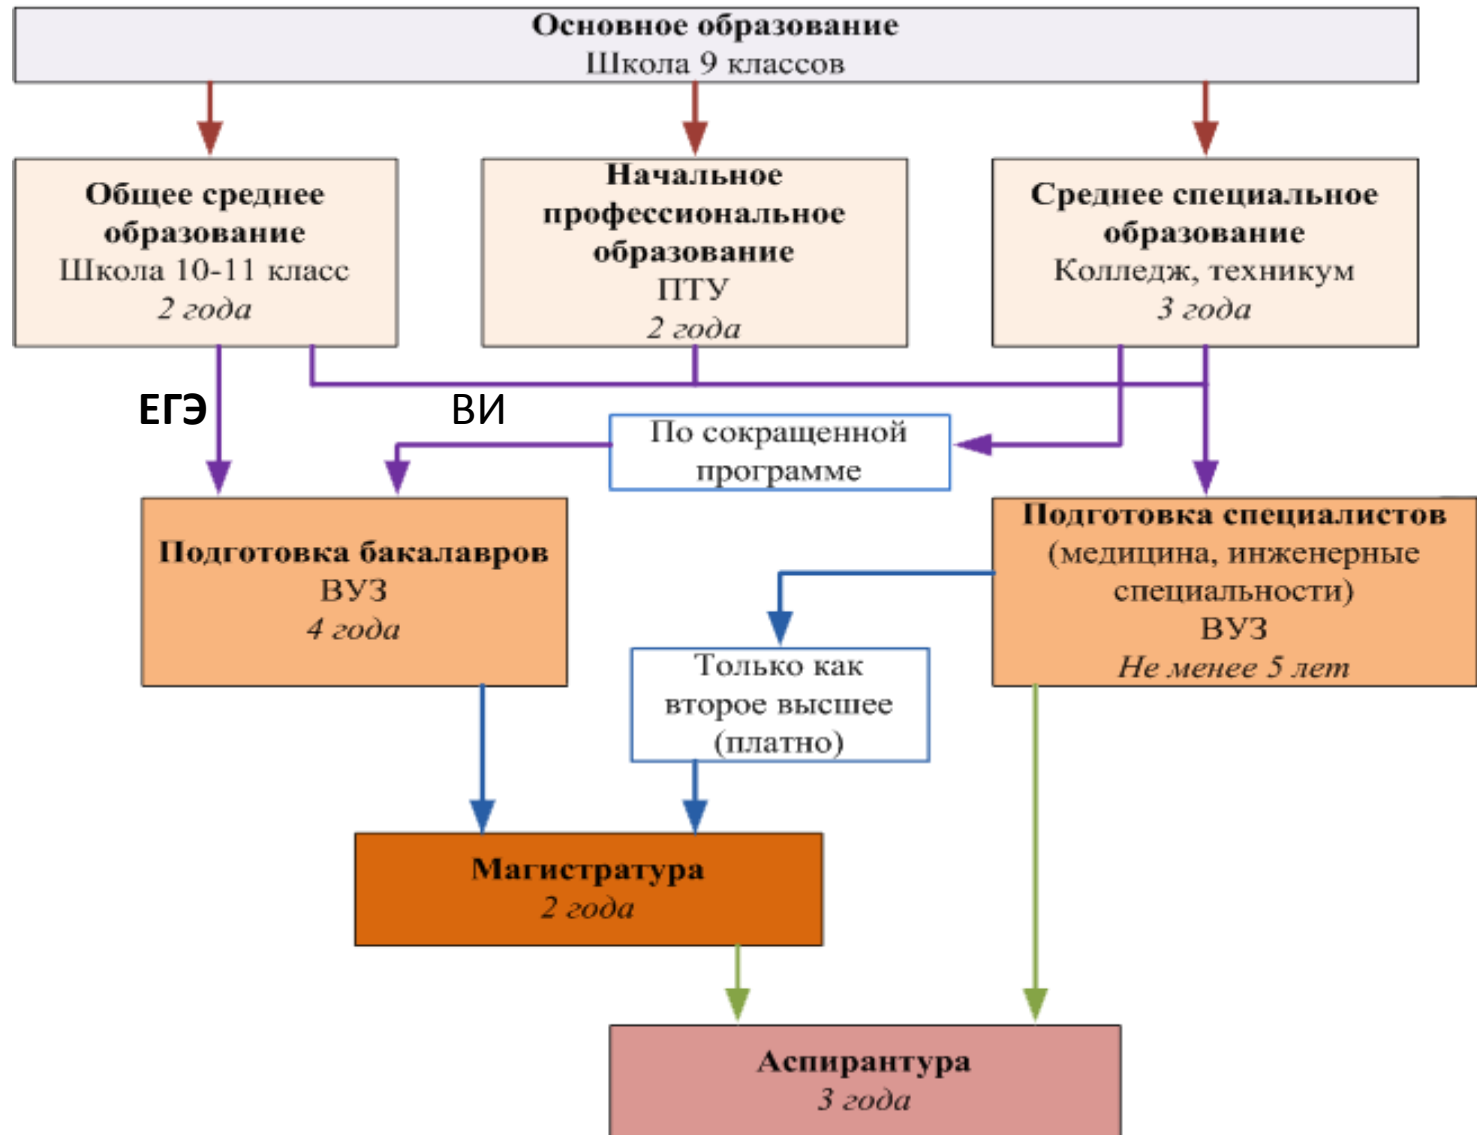 Основное образование
Школа 9 классов
Общее среднее
образование
Школа 10-11 класс
2 года
Начальное
профессиональное
образование
ПТУ
2 года
Среднее специальное
образование
Колледж, техникум
3 года
ЕГЭ
ВИ
По сокращенной
программе
Подготовка бакалавров
ВУЗ
4 года
Подготовка специалистов
(медицина, инженерные
специальности)
ВУЗ
Не менее 5 лет
Только как
второе высшее
(платно)
Магистратура
2 года
Аспирантура
3 года